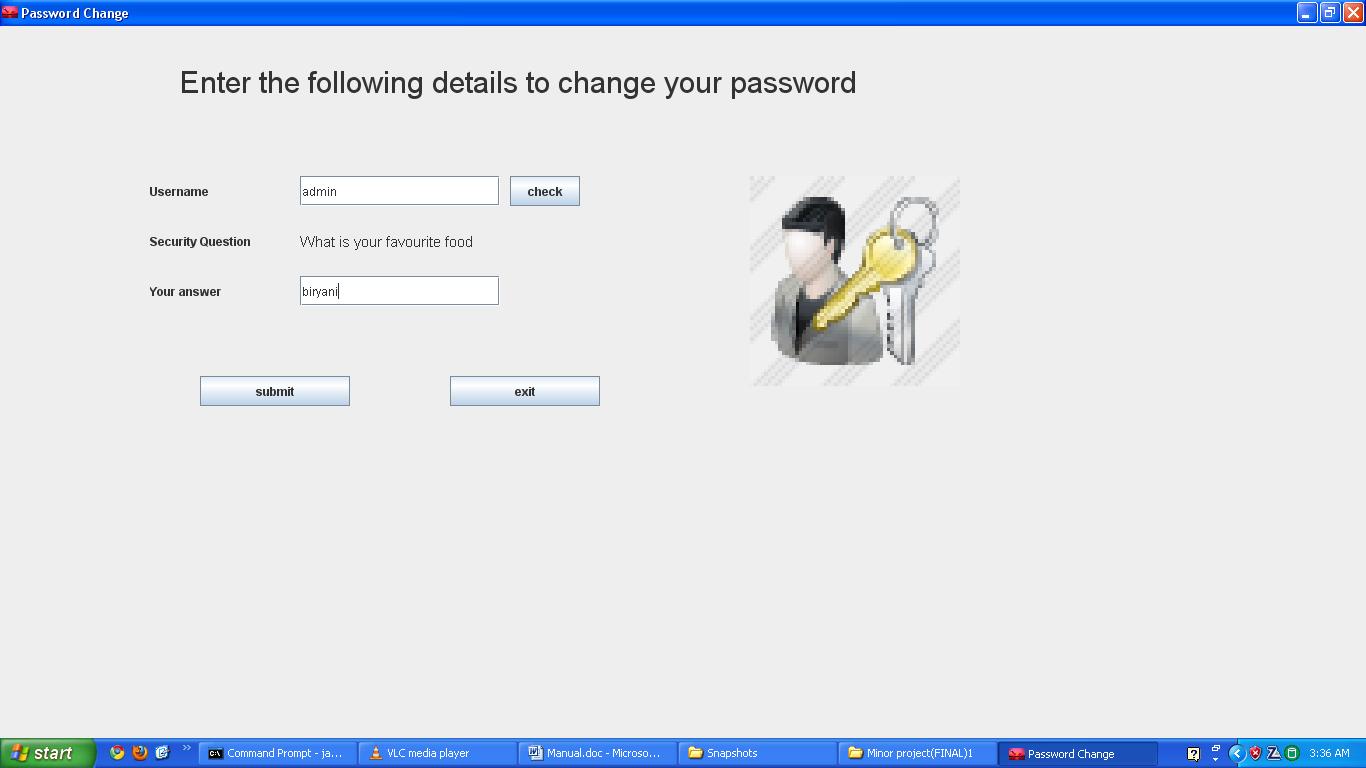 Password Change
Enter the following details to change your password
Username
admin
check
Security Question
What is your favourite food
Your answer
biryani
submit
exit
start
Command Prompt - ja...
VLC media player
Manual.doc - Microso...
Snapshots
Minor project(FINAL)1
Password Change
3:36 AM